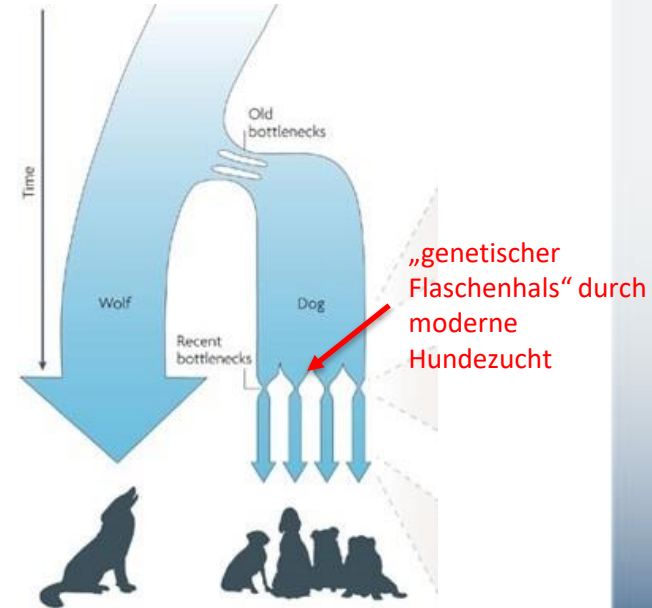 Time
Old
bottlenecks
Wolf
Dog
Recent
bottlenecks
„genetischer
Flaschenhals“ durch
moderne
Hundezucht